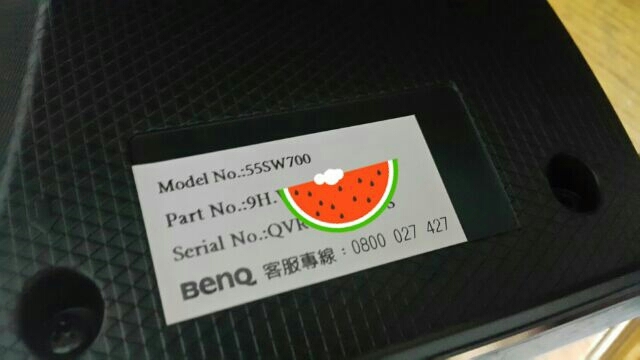 Model No.:55SW700
Part No.:9H.
Serial No.:QVR
BenQ 客服專線：0800 027 427